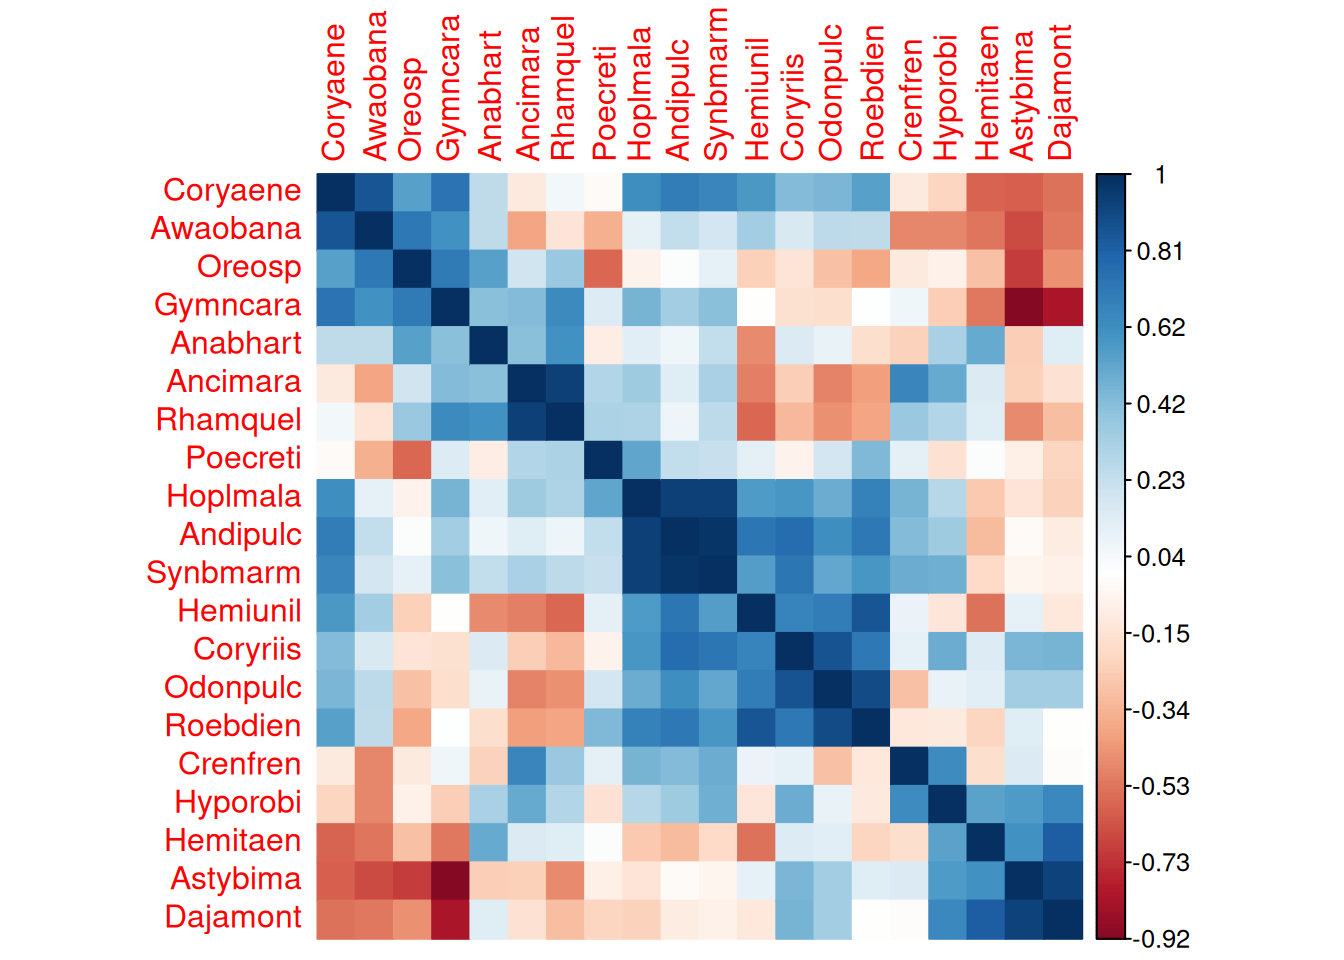 Coryaene
Awaobana
Oreosp
Gymncara
Anabhart
Ancimara
Rhamquel
Poecreti
Hoplmala
Andipulc
Synbmarm
Hemiunil
Coryriis
Odonpulc
Roebdien
Crenfren
Hyporobi
Hemitaen
Astybima
Dajamont
Coryaene
Awaobana
Oreosp
Gymncara
Anabhart
Ancimara
Rhamquel
Poecreti
Hoplmala
Andipulc
Synbmarm
Hemiunil
Coryriis
Odonpulc
Roebdien
Crenfren
Hyporobi
Hemitaen
Astybima
Dajamont
1
0.81
0.62
0.42
0.23
0.04
-0.15
-0.34
-0.53
-0.73
-0.92